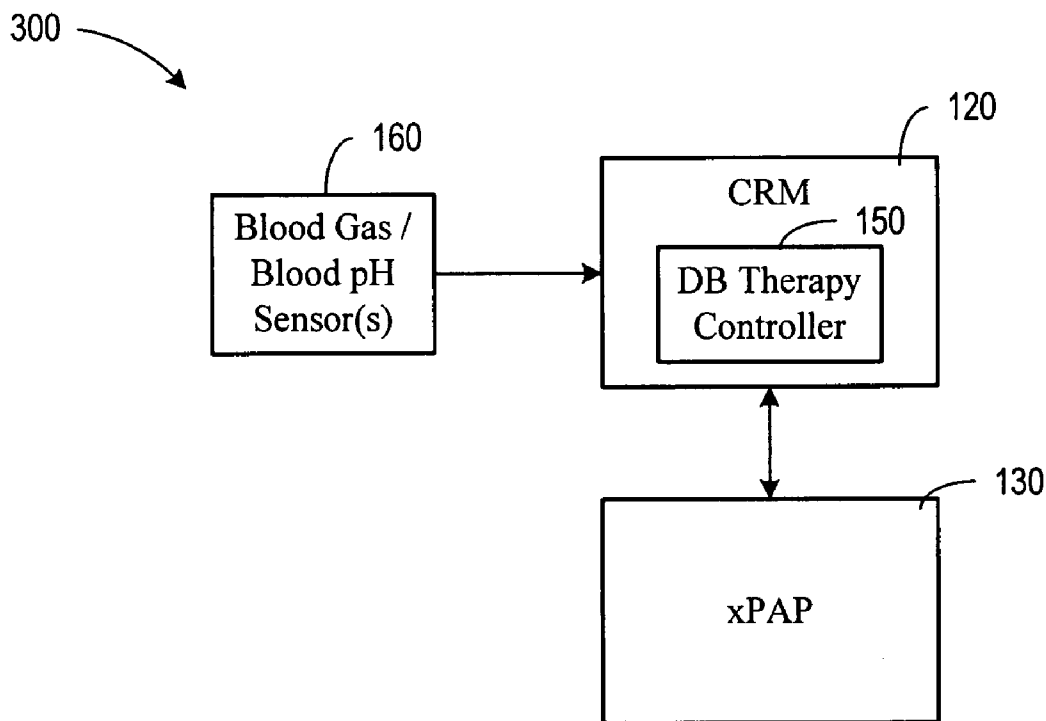 300
160
120
Blood Gas /
Blood pH
Sensor(s)
CRM
150
DB Therapy
Controller
130
xPAP